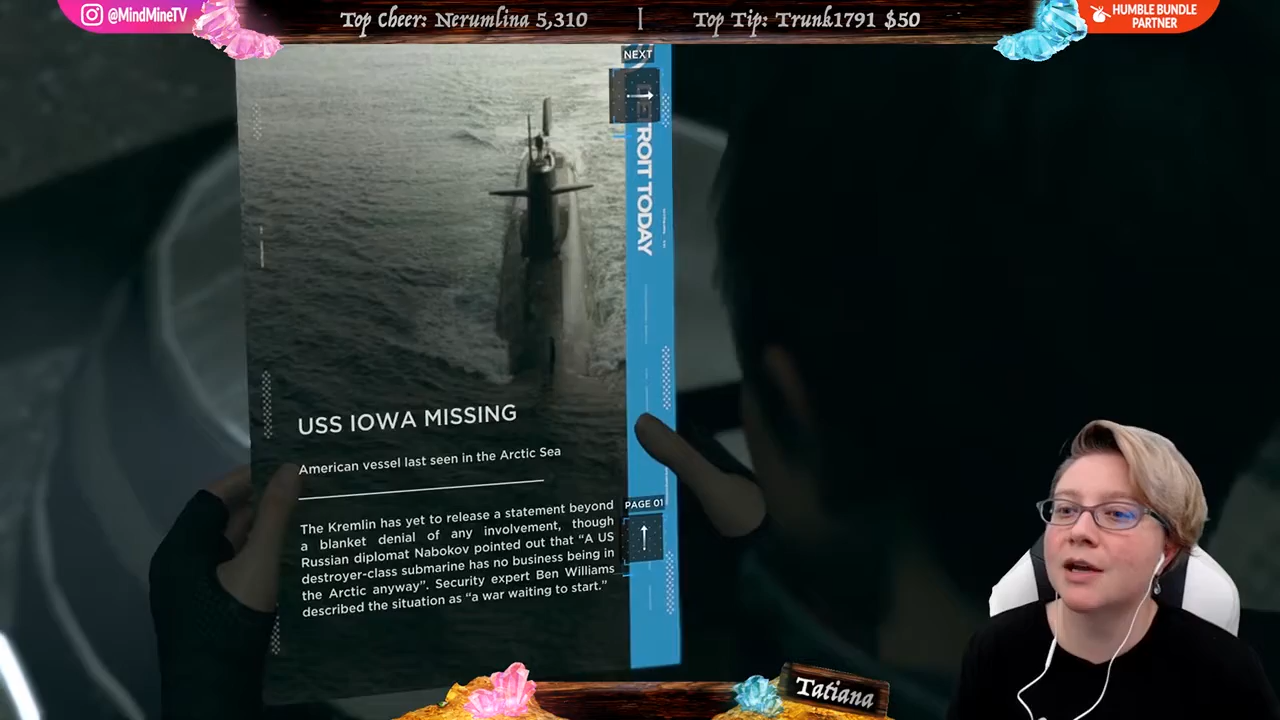 @MindMineTV
Top Cheer: Nerumlina 5,310 | Top Tip: Trunk1791 $50
HUMBLE BUNDLE
PARTNER
NEXT
ROIT TODAY
USS IOWA MISSING
American vessel last seen in the Arctic Sea
The Kremlin has yet to release a statement beyond
a blanket denial of any involvement, though
Russian diplomat Nabokov pointed out that “A US
destroyer-class submarine has no business being in
the Arctic anyway”. Security expert Ben Williams
described the situation as “a war waiting to start.”
PAGE 01
Tatiana